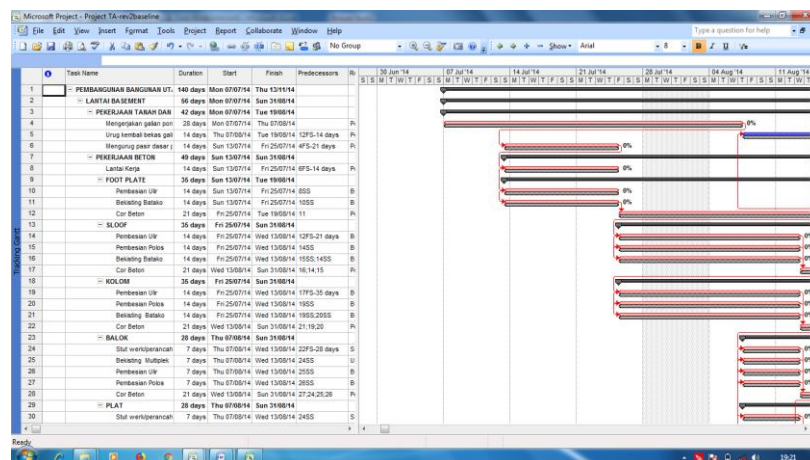 Microsoft Project - Project TA-rev2baseline
File Edit View Insert Format Tools Project Report Collaborate Window Help Type a question for help
No Group Show Arial 8 B I U
Task Name Duration Start Finish Predecessors
30 Jun '14 07 Jul '14 14 Jul '14 21 Jul '14 28 Jul '14 04 Aug '14 11 Aug '14
1 PEMBANGUNAN BANGUNAN UT. 140 days Mon 07/07/14 Thu 13/11/14
2 LANTAI BASEMENT 56 days Mon 07/07/14 Sun 31/08/14
3 PEKERJAAN TANAH DAN 42 days Mon 07/07/14 Tue 19/08/14
4 Mengerjakan galian pon 28 days Mon 07/07/14 Thu 07/08/14 0%
5 Urug kembali bekas gali 14 days Thu 07/08/14 Tue 19/08/14 12FS-14 days
6 Mengurug pasir dasar 14 days Sun 13/07/14 Fri 25/07/14 4FS-21 days 0%
7 PEKERJAAN BETON 49 days Sun 13/07/14 Sun 31/08/14
8 Lantai Kerja 14 days Sun 13/07/14 Fri 25/07/14 6FS-14 days 0%
9 FOOT PLATE 35 days Sun 13/07/14 Tue 19/08/14
10 Pembesian Ulir 14 days Sun 13/07/14 Fri 25/07/14 8SS 0%
11 Bekisting Batako 14 days Sun 13/07/14 Fri 25/07/14 10SS 0%
12 Cor Beton 21 days Fri 25/07/14 Tue 19/08/14 11
13 SLOOF 35 days Fri 25/07/14 Sun 31/08/14
14 Pembesian Ulir 14 days Fri 25/07/14 Wed 13/08/14 12FS-21 days
15 Pembesian Polos 14 days Fri 25/07/14 Wed 13/08/14 14SS
16 Bekisting Batako 14 days Fri 25/07/14 Wed 13/08/14 15SS;14SS
17 Cor Beton 21 days Wed 13/08/14 Sun 31/08/14 16;14;15
18 KOLOM 35 days Fri 25/07/14 Sun 31/08/14
19 Pembesian Ulir 14 days Fri 25/07/14 Wed 13/08/14 17FS-35 days
20 Pembesian Polos 14 days Fri 25/07/14 Wed 13/08/14 19SS
21 Bekisting Batako 14 days Fri 25/07/14 Wed 13/08/14 19SS;20SS
22 Cor Beton 21 days Wed 13/08/14 Sun 31/08/14 21;19;20
23 BALOK 28 days Thu 07/08/14 Sun 31/08/14
24 Stut werk/perancah 7 days Thu 07/08/14 Wed 13/08/14 22FS-28 days
25 Bekisting Multiplek 7 days Thu 07/08/14 Wed 13/08/14 24SS
26 Pembesian Ulir 7 days Thu 07/08/14 Wed 13/08/14 25SS
27 Pembesian Polos 7 days Thu 07/08/14 Wed 13/08/14 26SS
28 Cor Beton 21 days Wed 13/08/14 Sun 31/08/14 27;24;25;26
29 PLAT 28 days Thu 07/08/14 Sun 31/08/14
30 Stut werk/perancah 7 days Thu 07/08/14 Wed 13/08/14 24SS
Tracking Gantt
Ready
19:21